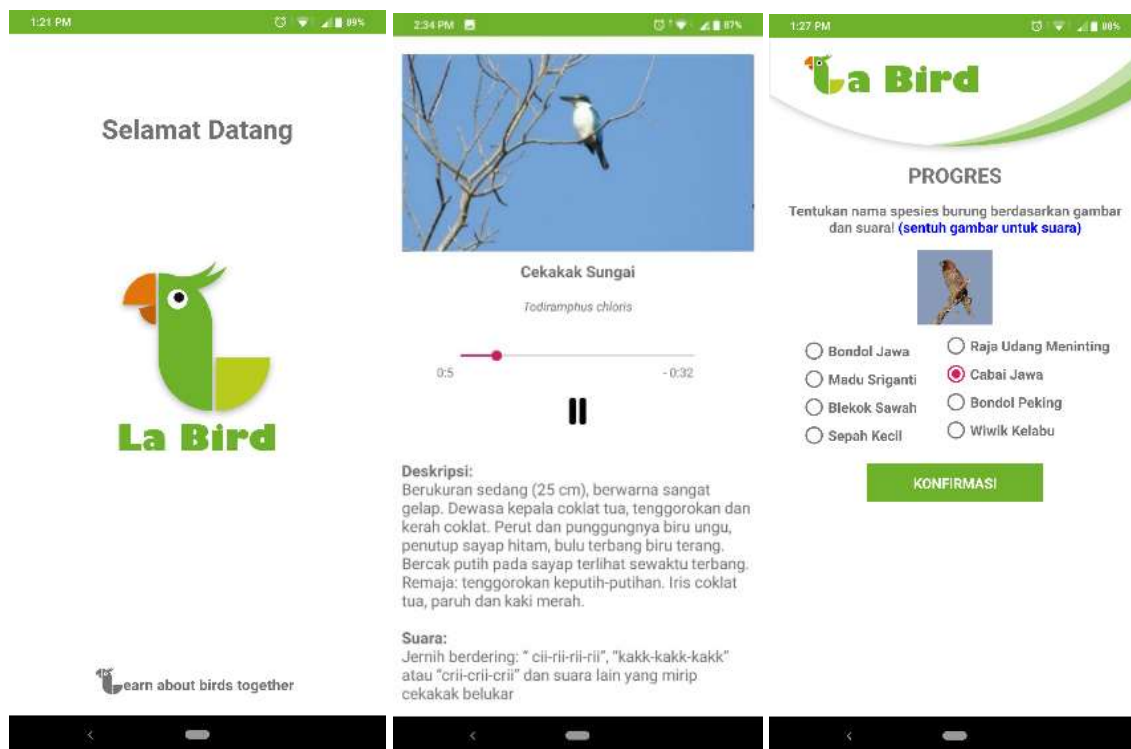 1:21 PM
89%
Selamat Datang
La Bird
Learn about birds together
2:34 PM
87%
Cekakak Sungai
Todiramphus chloris
0:5
- 0:32
Deskripsi:
Berukuran sedang (25 cm), berwarna sangat
gelap. Dewasa kepala coklat tua, tenggorokan dan
kerah coklat. Perut dan punggungnya biru ungu,
penutup sayap hitam, bulu terbang biru terang.
Bercak putih pada sayap terlihat sewaktu terbang.
Remaja: tenggorokan keputih-putihan. Iris coklat
tua, paruh dan kaki merah.
Suara:
Jernih berdering: " cii-rii-rii-rii", "kakk-kakk-kakk"
atau "crii-crii-crii" dan suara lain yang mirip
cekakak belukar
1:27 PM
La Bird
PROGRES
Tentukan nama spesies burung berdasarkan gambar
dan suara! (sentuh gambar untuk suara)
Bondol Jawa
Madu Sriganti
Blekok Sawah
Sepah Kecil
Raja Udang Meninting
Cabai Jawa
Bondol Peking
Wiwik Kelabu
KONFIRMASI